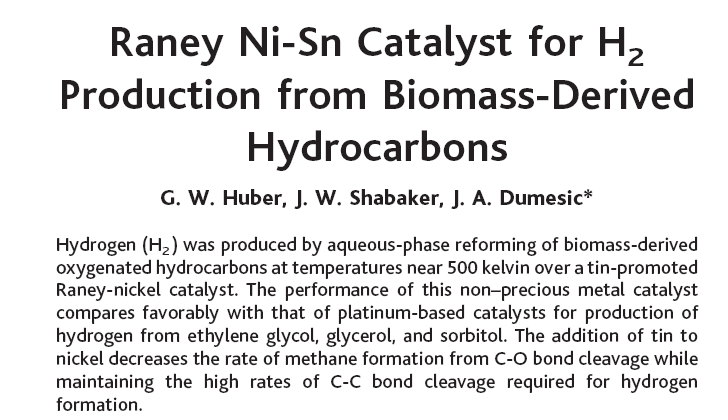 Raney Ni-Sn Catalyst for H₂
Production from Biomass-Derived
Hydrocarbons
G. W. Huber, J. W. Shabaker, J. A. Dumesic*
Hydrogen (H₂) was produced by aqueous-phase reforming of biomass-derived
oxygenated hydrocarbons at temperatures near 500 kelvin over a tin-promoted
Raney-nickel catalyst. The performance of this non–precious metal catalyst
compares favorably with that of platinum-based catalysts for production of
hydrogen from ethylene glycol, glycerol, and sorbitol. The addition of tin to
nickel decreases the rate of methane formation from C-O bond cleavage while
maintaining the high rates of C-C bond cleavage required for hydrogen
formation.